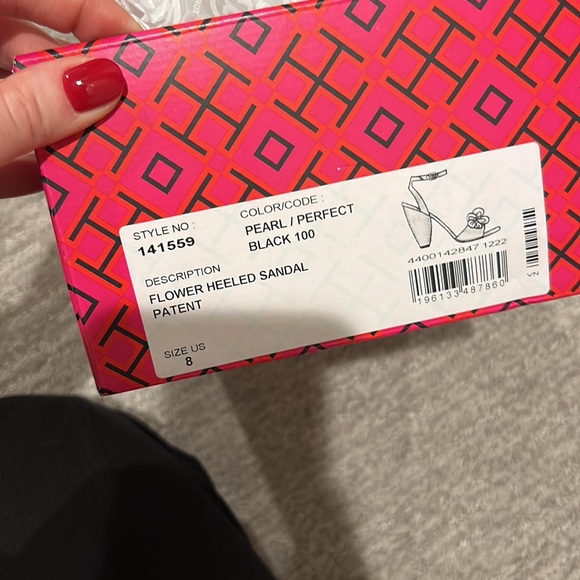 STYLE NO :
141559
COLOR/CODE :
PEARL / PERFECT
BLACK 100
DESCRIPTION
FLOWER HEELED SANDAL
PATENT
SIZE US
8
4400142847 1222
196133487860
VN